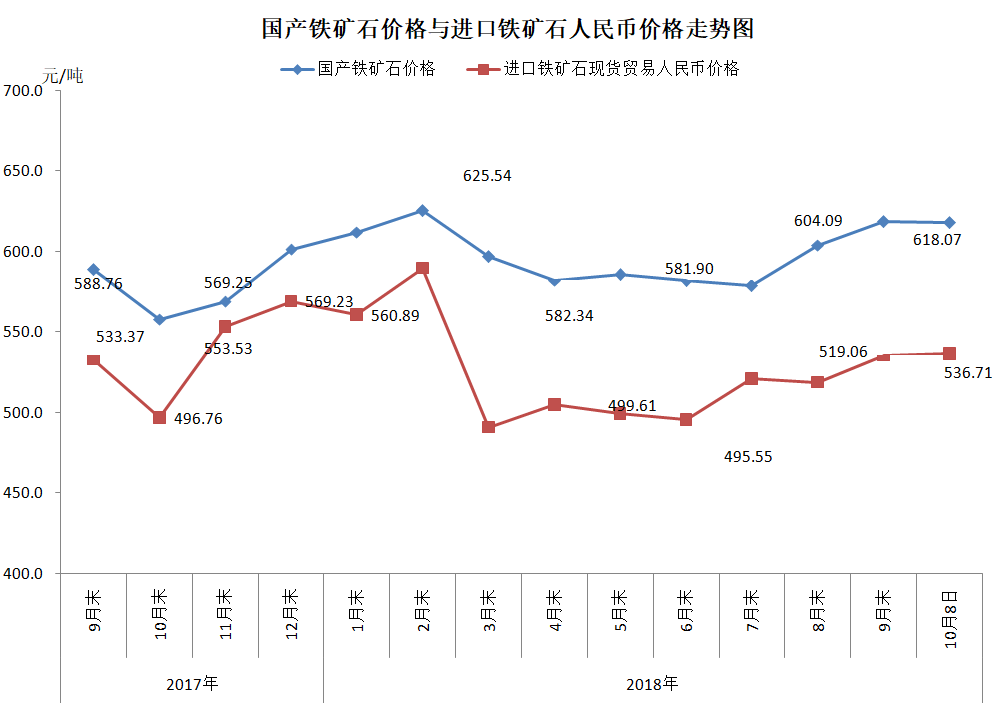 国产铁矿石价格与进口铁矿石人民币价格走势图
国产铁矿石价格 进口铁矿石现货贸易人民币价格
元/吨
700.0
650.0
600.0
550.0
500.0
450.0
400.0
625.54
604.09
618.07
588.76
569.25
581.90
582.34
569.23
560.89
533.37
553.53
519.06
536.71
496.76
499.61
495.55
9月末
10月末
11月末
12月末
1月末
2月末
3月末
4月末
5月末
6月末
7月末
8月末
9月末
10月8日
2017年 2018年